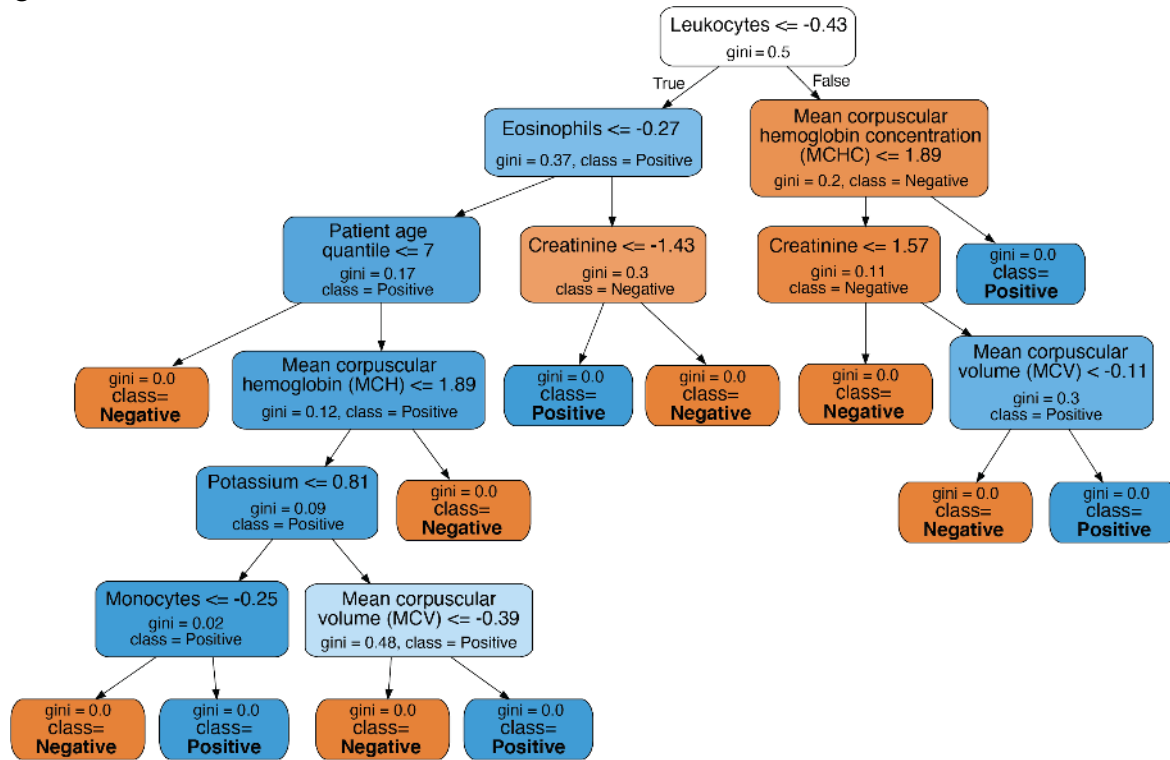 Leukocytes <= -0.43
gini = 0.5
True
False
Eosinophils <= -0.27
gini = 0.37, class = Positive
Mean corpuscular
hemoglobin concentration
(MCHC) <= 1.89
gini = 0.2, class = Negative
Patient age
quantile <= 7
gini = 0.17
class = Positive
Creatinine <= -1.43
gini = 0.3
class = Negative
Creatinine <= 1.57
gini = 0.11
class = Negative
gini = 0.0
class=
Positive
gini = 0.0
class=
Negative
Mean corpuscular
hemoglobin (MCH) <= 1.89
gini = 0.12, class = Positive
gini = 0.0
class=
Positive
gini = 0.0
class=
Negative
gini = 0.0
class=
Negative
Mean corpuscular
volume (MCV) < -0.11
gini = 0.3
class = Positive
Potassium <= 0.81
gini = 0.09
class = Positive
gini = 0.0
class=
Negative
gini = 0.0
class=
Negative
gini = 0.0
class=
Positive
Monocytes <= -0.25
gini = 0.02
class = Positive
Mean corpuscular
volume (MCV) <= -0.39
gini = 0.48, class = Positive
gini = 0.0
class=
Negative
gini = 0.0
class=
Positive
gini = 0.0
class=
Negative
gini = 0.0
class=
Positive